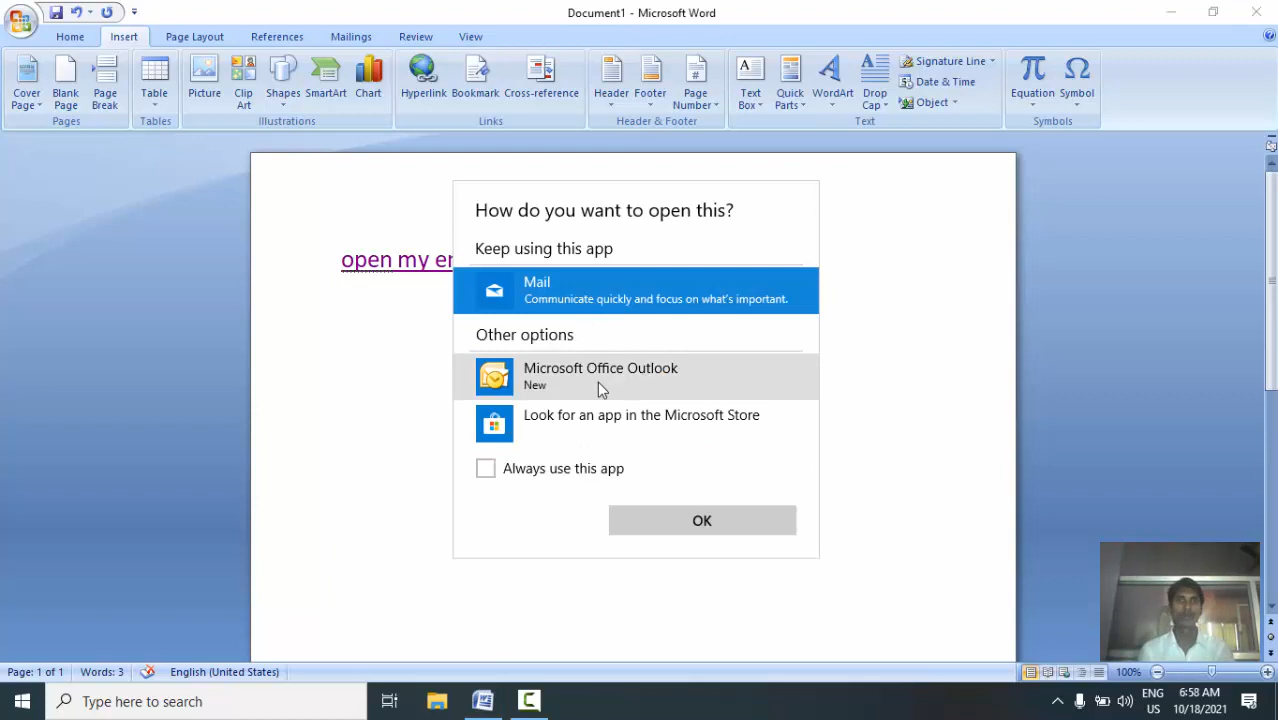 Document1 - Microsoft Word
Home Insert Page Layout References Mailings Review View
Cover Page Blank Page Page Break Table Picture Clip Art Shapes SmartArt Chart Hyperlink Bookmark Cross-reference Header Footer Page Number Text Box Quick Parts WordArt Drop Cap Signature Line Date & Time Object Equation Symbol
Pages Tables Illustrations Links Header & Footer Text Symbols
How do you want to open this?
Keep using this app
open my
Mail
Communicate quickly and focus on what's important.
Other options
Microsoft Office Outlook
New
Look for an app in the Microsoft Store
Always use this app
OK
Page: 1 of 1 Words: 3 English (United States) 100%
Type here to search
ENG US
6:58 AM
10/18/2021